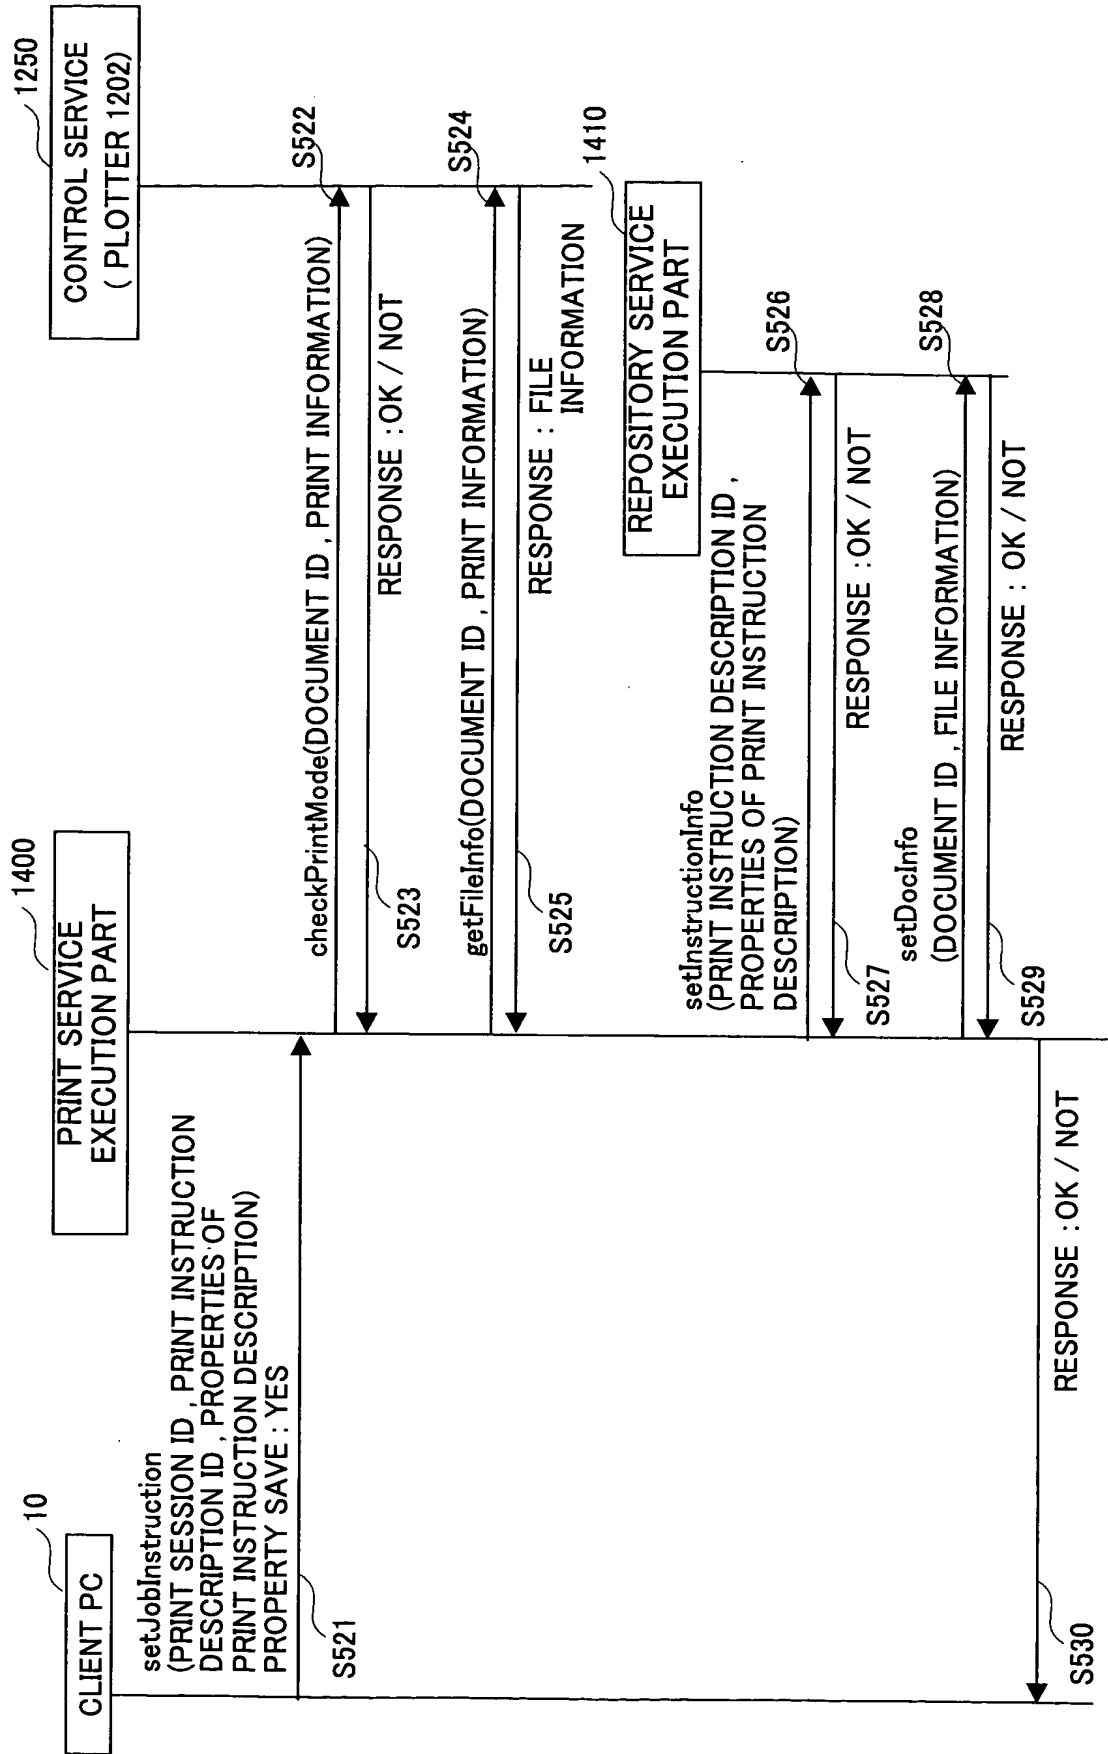 10
CLIENT PC
1400
PRINT SERVICE
EXECUTION PART
1250
CONTROL SERVICE
( PLOTTER 1202)
setJobInstruction
(PRINT SESSION ID , PRINT INSTRUCTION
DESCRIPTION ID , PROPERTIES OF
PRINT INSTRUCTION DESCRIPTION)
PROPERTY SAVE : YES
S521
checkPrintMode(DOCUMENT ID , PRINT INFORMATION)
S522
RESPONSE : OK / NOT
S523
getFileInfo(DOCUMENT ID , PRINT INFORMATION)
S524
RESPONSE : FILE
INFORMATION
S525
1410
REPOSITORY SERVICE
EXECUTION PART
setInstructionInfo
(PRINT INSTRUCTION DESCRIPTION ID ,
PROPERTIES OF PRINT INSTRUCTION
DESCRIPTION)
S526
RESPONSE : OK / NOT
S527
setDocInfo
(DOCUMENT ID , FILE INFORMATION)
S528
RESPONSE : OK / NOT
S529
RESPONSE : OK / NOT
S530